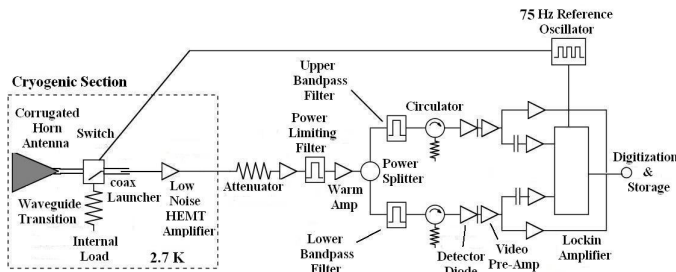 75 Hz Reference
Oscillator
Cryogenic Section
Corrugated
Horn
Antenna
Switch
Waveguide
Transition
coax
Launcher
Internal
Load
Low
Noise
HEMT
Amplifier
2.7 K
Attenuator
Power
Limiting
Filter
Warm
Amp
Upper
Bandpass
Filter
Circulator
Power
Splitter
Lower
Bandpass
Filter
Detector
Diode
Video
Pre-Amp
Lockin
Amplifier
Digitization
&
Storage